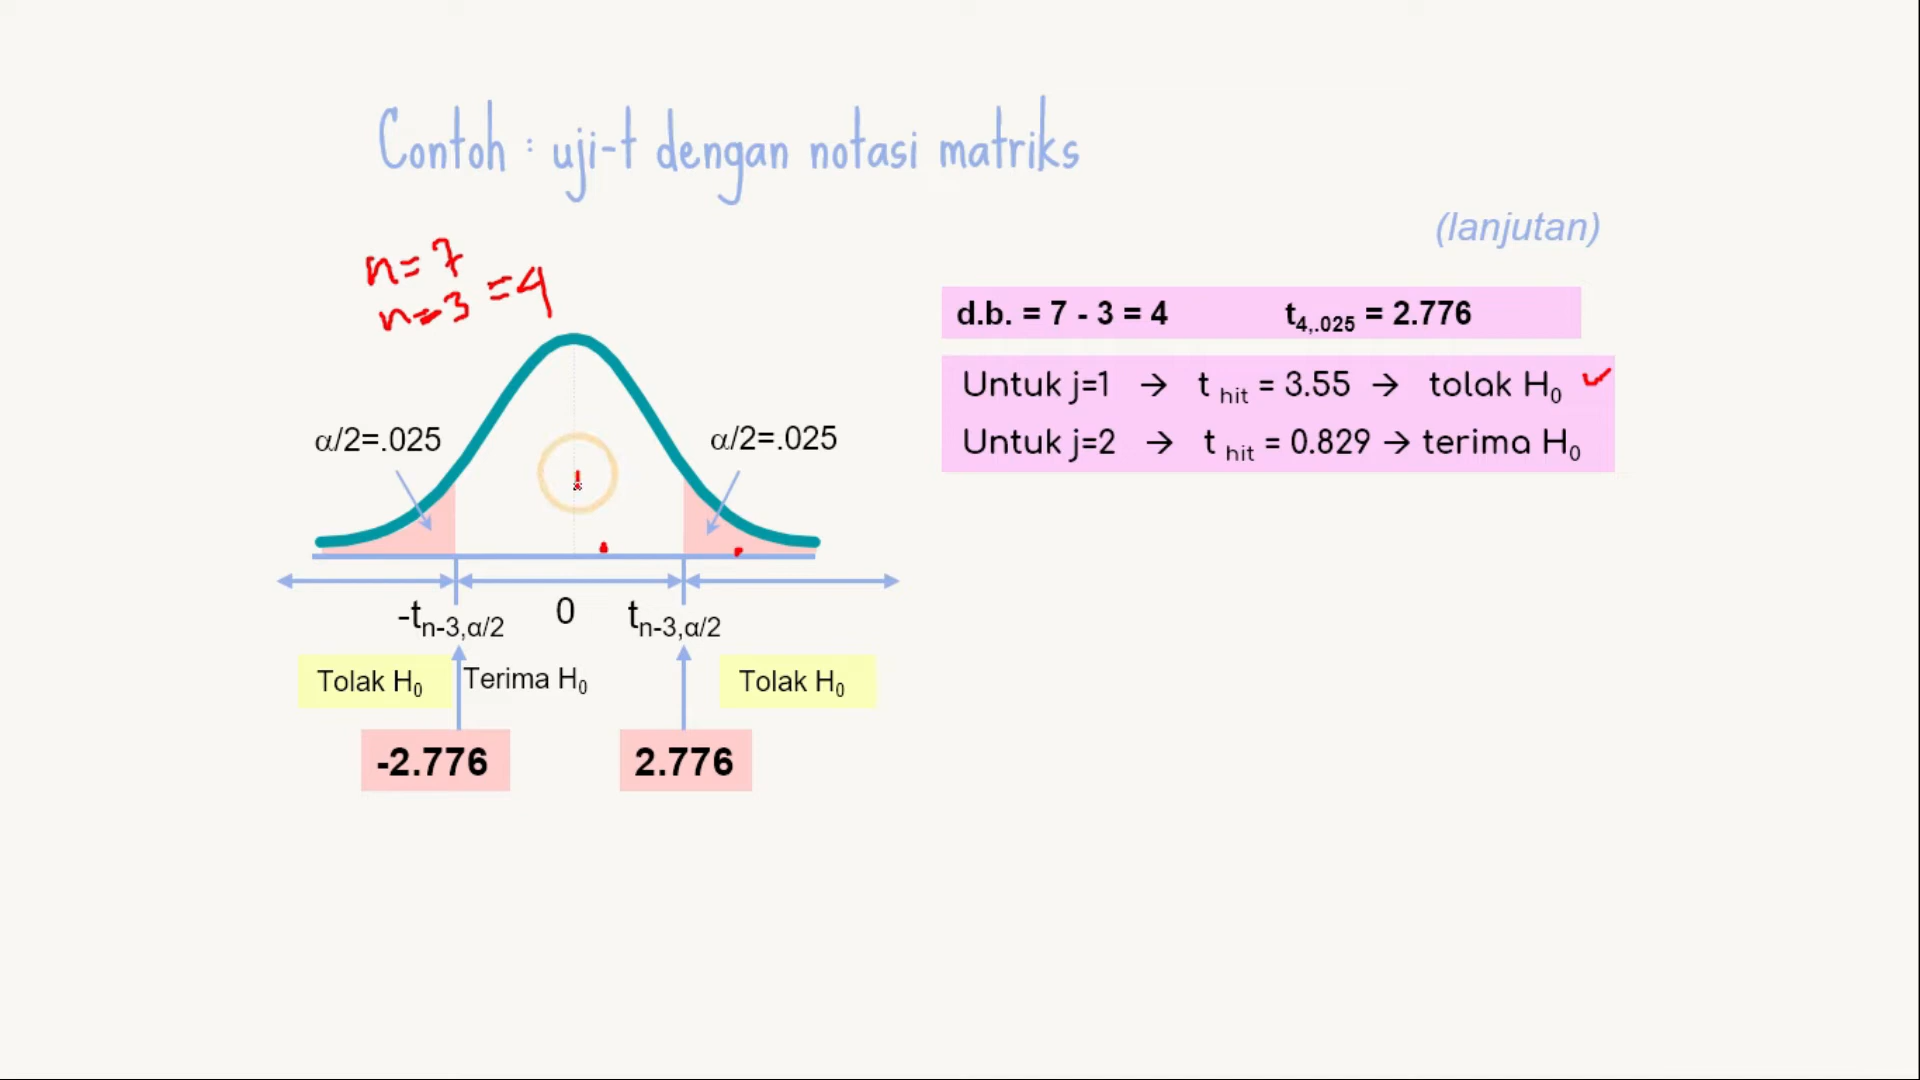 Contoh : uji-t dengan notasi matriks
(lanjutan)
n=7
n-3 =4
d.b. = 7 - 3 = 4 t4,.025 = 2.776
Untuk j=1 → t hit = 3.55 → tolak H0 ✓
Untuk j=2 → t hit = 0.829 → terima H0
α/2=.025 α/2=.025
-tn-3,α/2 0 tn-3,α/2
Tolak H0 Terima H0 Tolak H0
-2.776 2.776